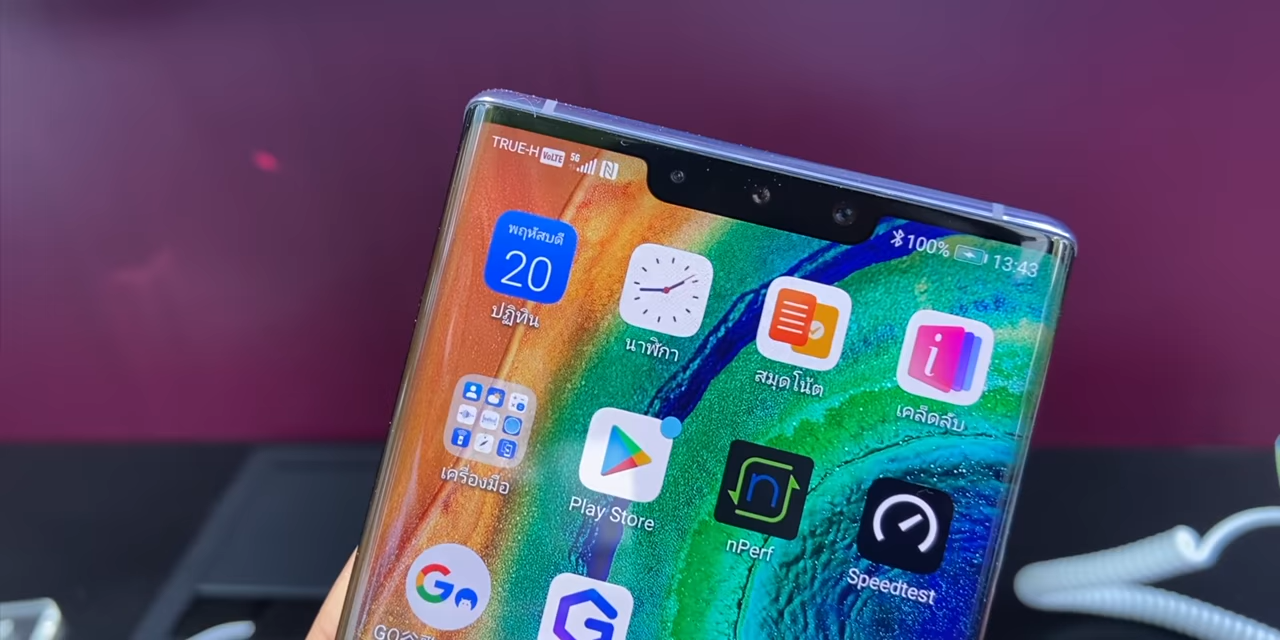 TRUE-H VoLTE 5G
100% 13:43
พฤหัสบดี
20
ปฏิทิน
นาฬิกา
สมุดโน้ต
เคล็ดลับ
เครื่องมือ
Play Store
nPerf
Speedtest